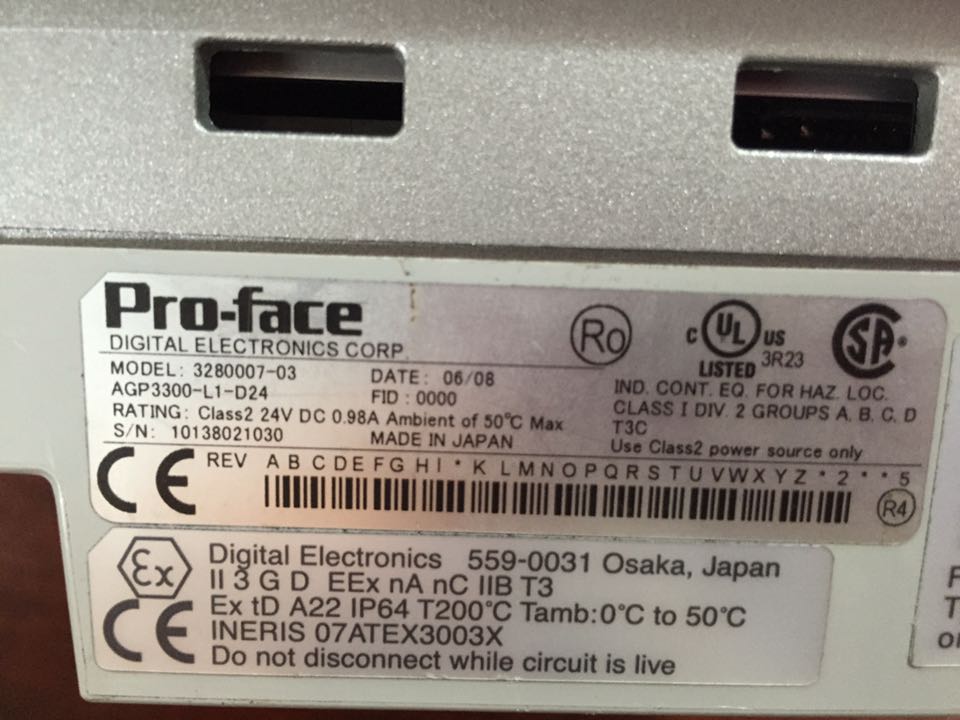 Pro-face
DIGITAL ELECTRONICS CORP.
MODEL: 3280007-03
AGP3300-L1-D24
DATE: 06/08
FID: 0000
RATING: Class2 24V DC 0.98A Ambient of 50℃ Max
S/N: 10138021030
MADE IN JAPAN
Ro
C UL US
LISTED 3R23
SA
IND. CONT. EQ. FOR HAZ. LOC.
CLASS I DIV. 2 GROUPS A, B, C, D
T3C
Use Class2 power source only
CE
REV A B C D E F G H I * K L M N O P Q R S T U V W X Y Z * 2 * * 5
R4
Ex
CE
Digital Electronics 559-0031 Osaka, Japan
II 3 G D EEx nA nC IIB T3
Ex tD A22 IP64 T200℃ Tamb:0℃ to 50℃
INERIS 07ATEX3003X
Do not disconnect while circuit is live